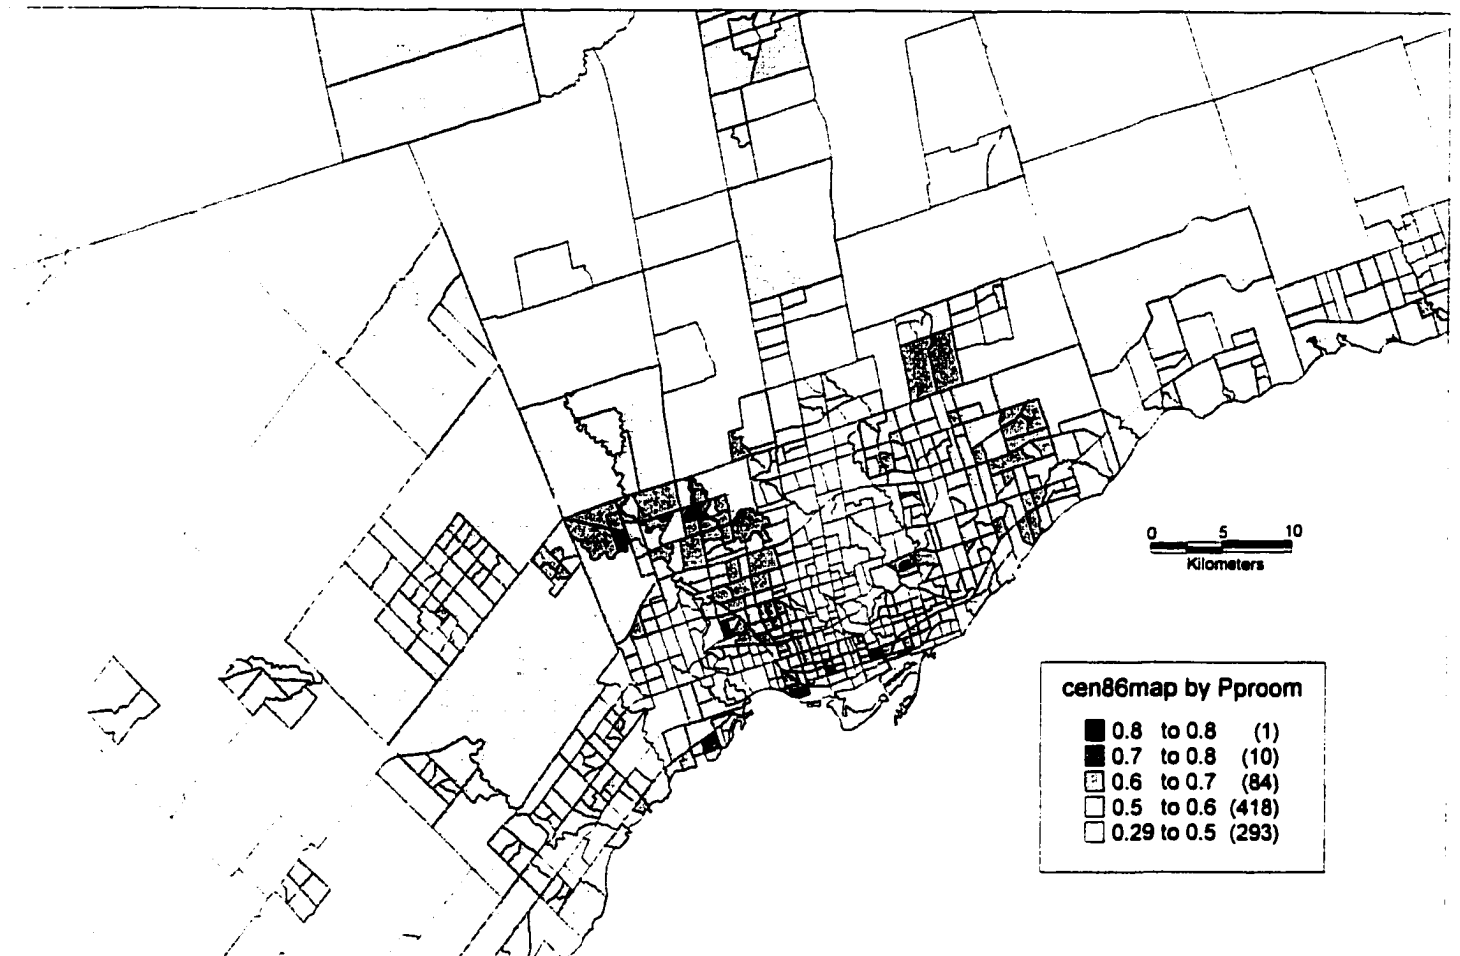 0 5 10
Kilometers
cen86map by Pproom
0.8 to 0.8 (1)
0.7 to 0.8 (10)
0.6 to 0.7 (84)
0.5 to 0.6 (418)
0.29 to 0.5 (293)